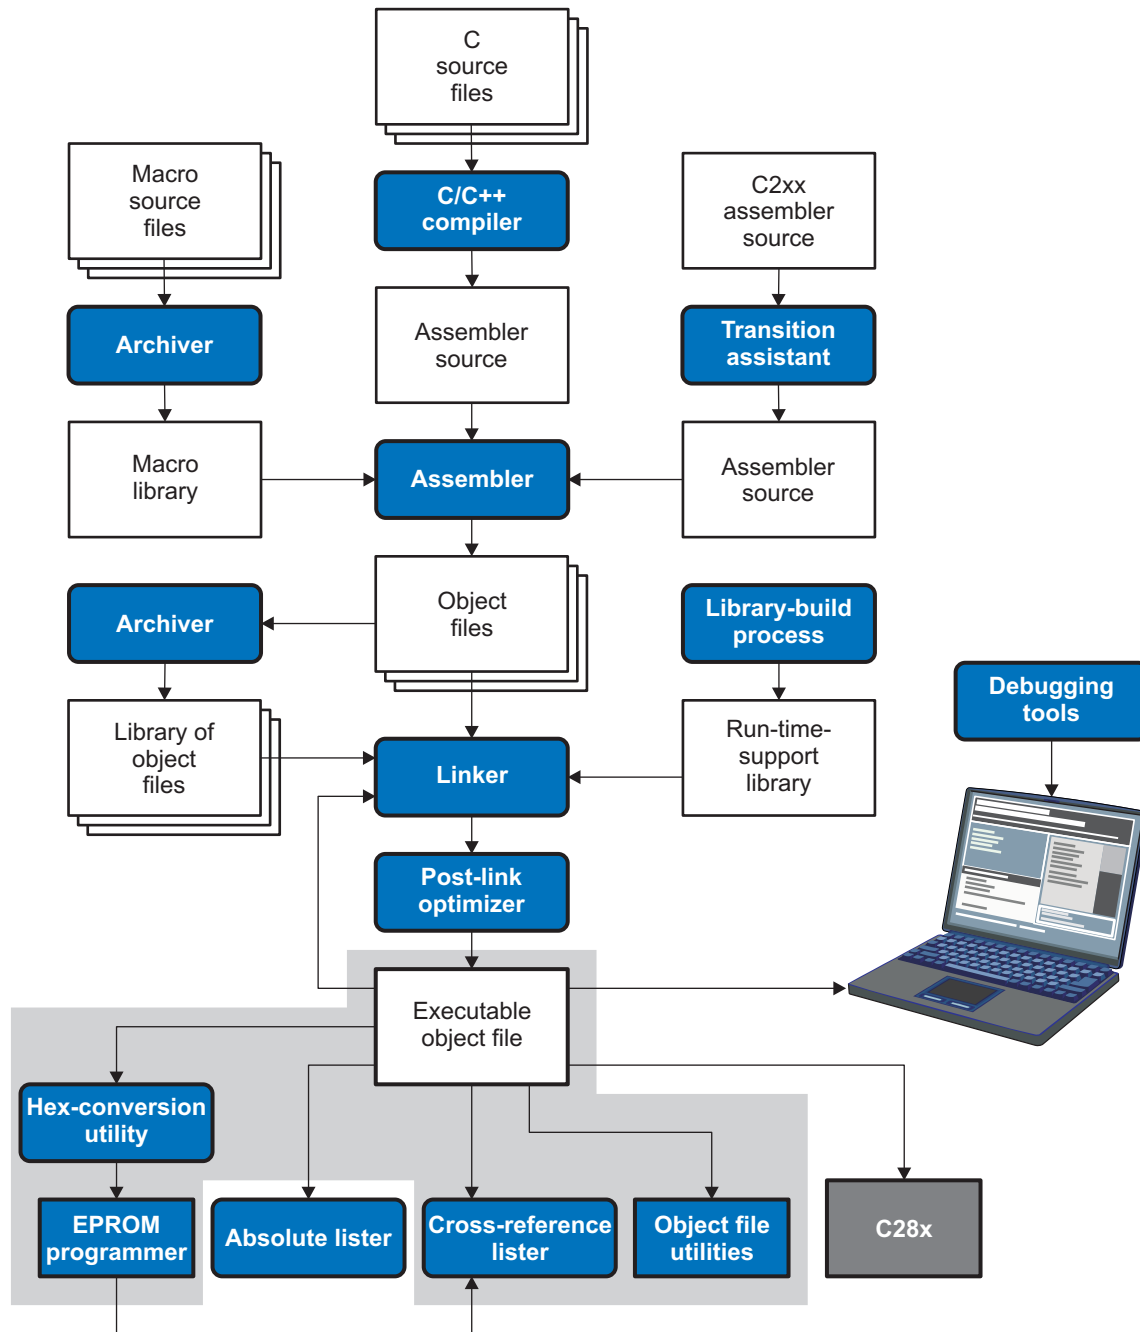 C
source
files
Macro
source
files
C/C++
compiler
C2xx
assembler
source
Archiver
Assembler
source
Transition
assistant
Macro
library
Assembler
Assembler
source
Archiver
Object
files
Library-build
process
Debugging
tools
Library of
object
files
Linker
Run-time-
support
library
Post-link
optimizer
Executable
object file
Hex-conversion
utility
EPROM
programmer
Absolute lister
Cross-reference
lister
Object file
utilities
C28x